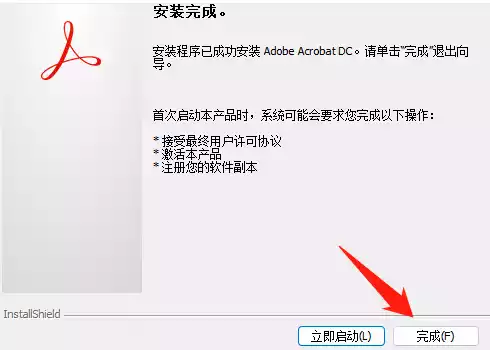 安装完成。
安装程序已成功安装 Adobe Acrobat DC。请单击“完成”退出向
导。
首次启动本产品时，系统可能会要求您完成以下操作：
* 接受最终用户许可协议
* 激活本产品
* 注册您的软件副本
InstallShield
立即启动(L)
完成(F)